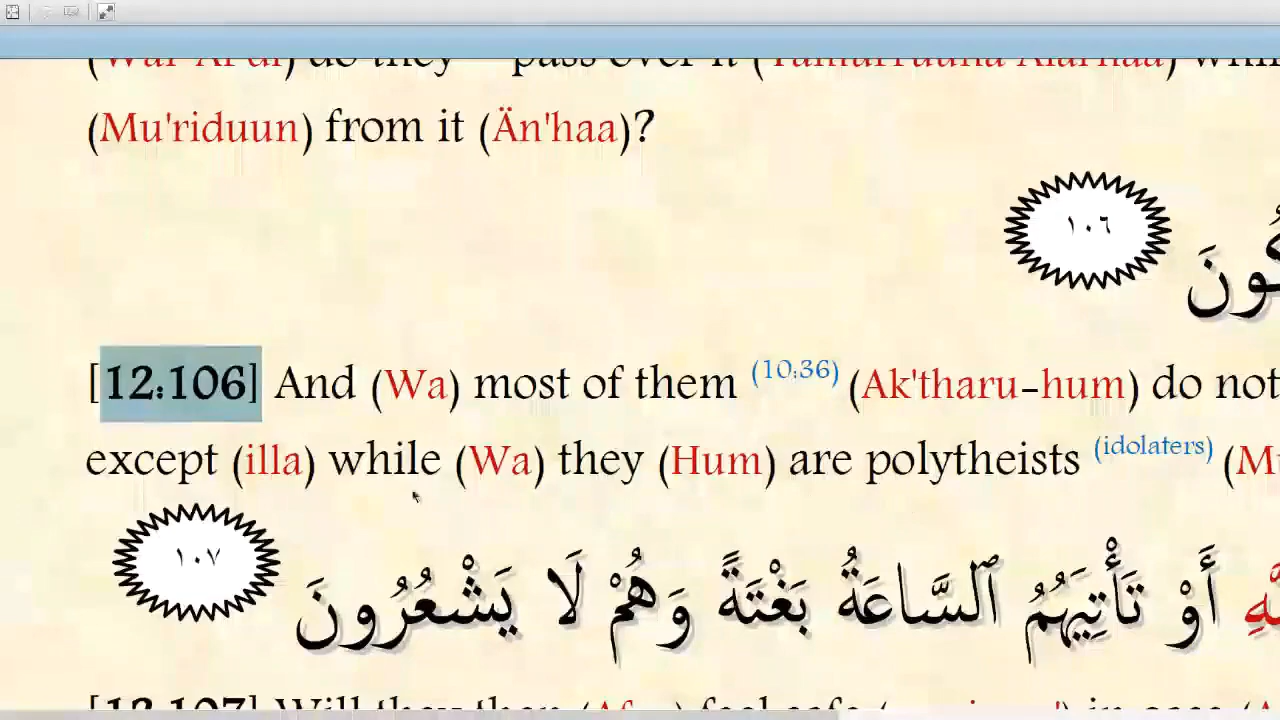 (Mu'riduun) from it (Än'haa)?
١٠٦
[12:106] And (Wa) most of them (10:36) (Ak'tharu-hum) do not
except (illa) while (Wa) they (Hum) are polytheists (idolaters)
أَوْ تَأْتِيَهُمُ ٱلسَّاعَةُ بَغْتَةً وَهُمْ لَا يَشْعُرُونَ ١٠٧